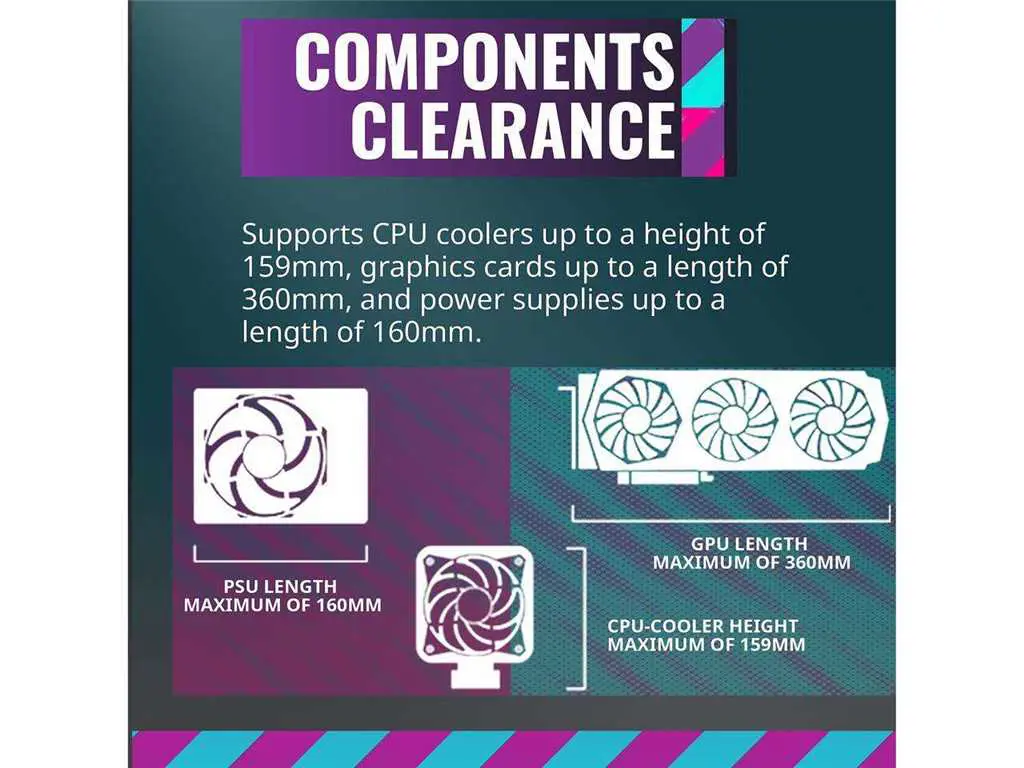 COMPONENTS
CLEARANCE
Supports CPU coolers up to a height of
159mm, graphics cards up to a length of
360mm, and power supplies up to a
length of 160mm.
GPU LENGTH
MAXIMUM OF 360MM
PSU LENGTH
MAXIMUM OF 160MM
CPU-COOLER HEIGHT
MAXIMUM OF 159MM